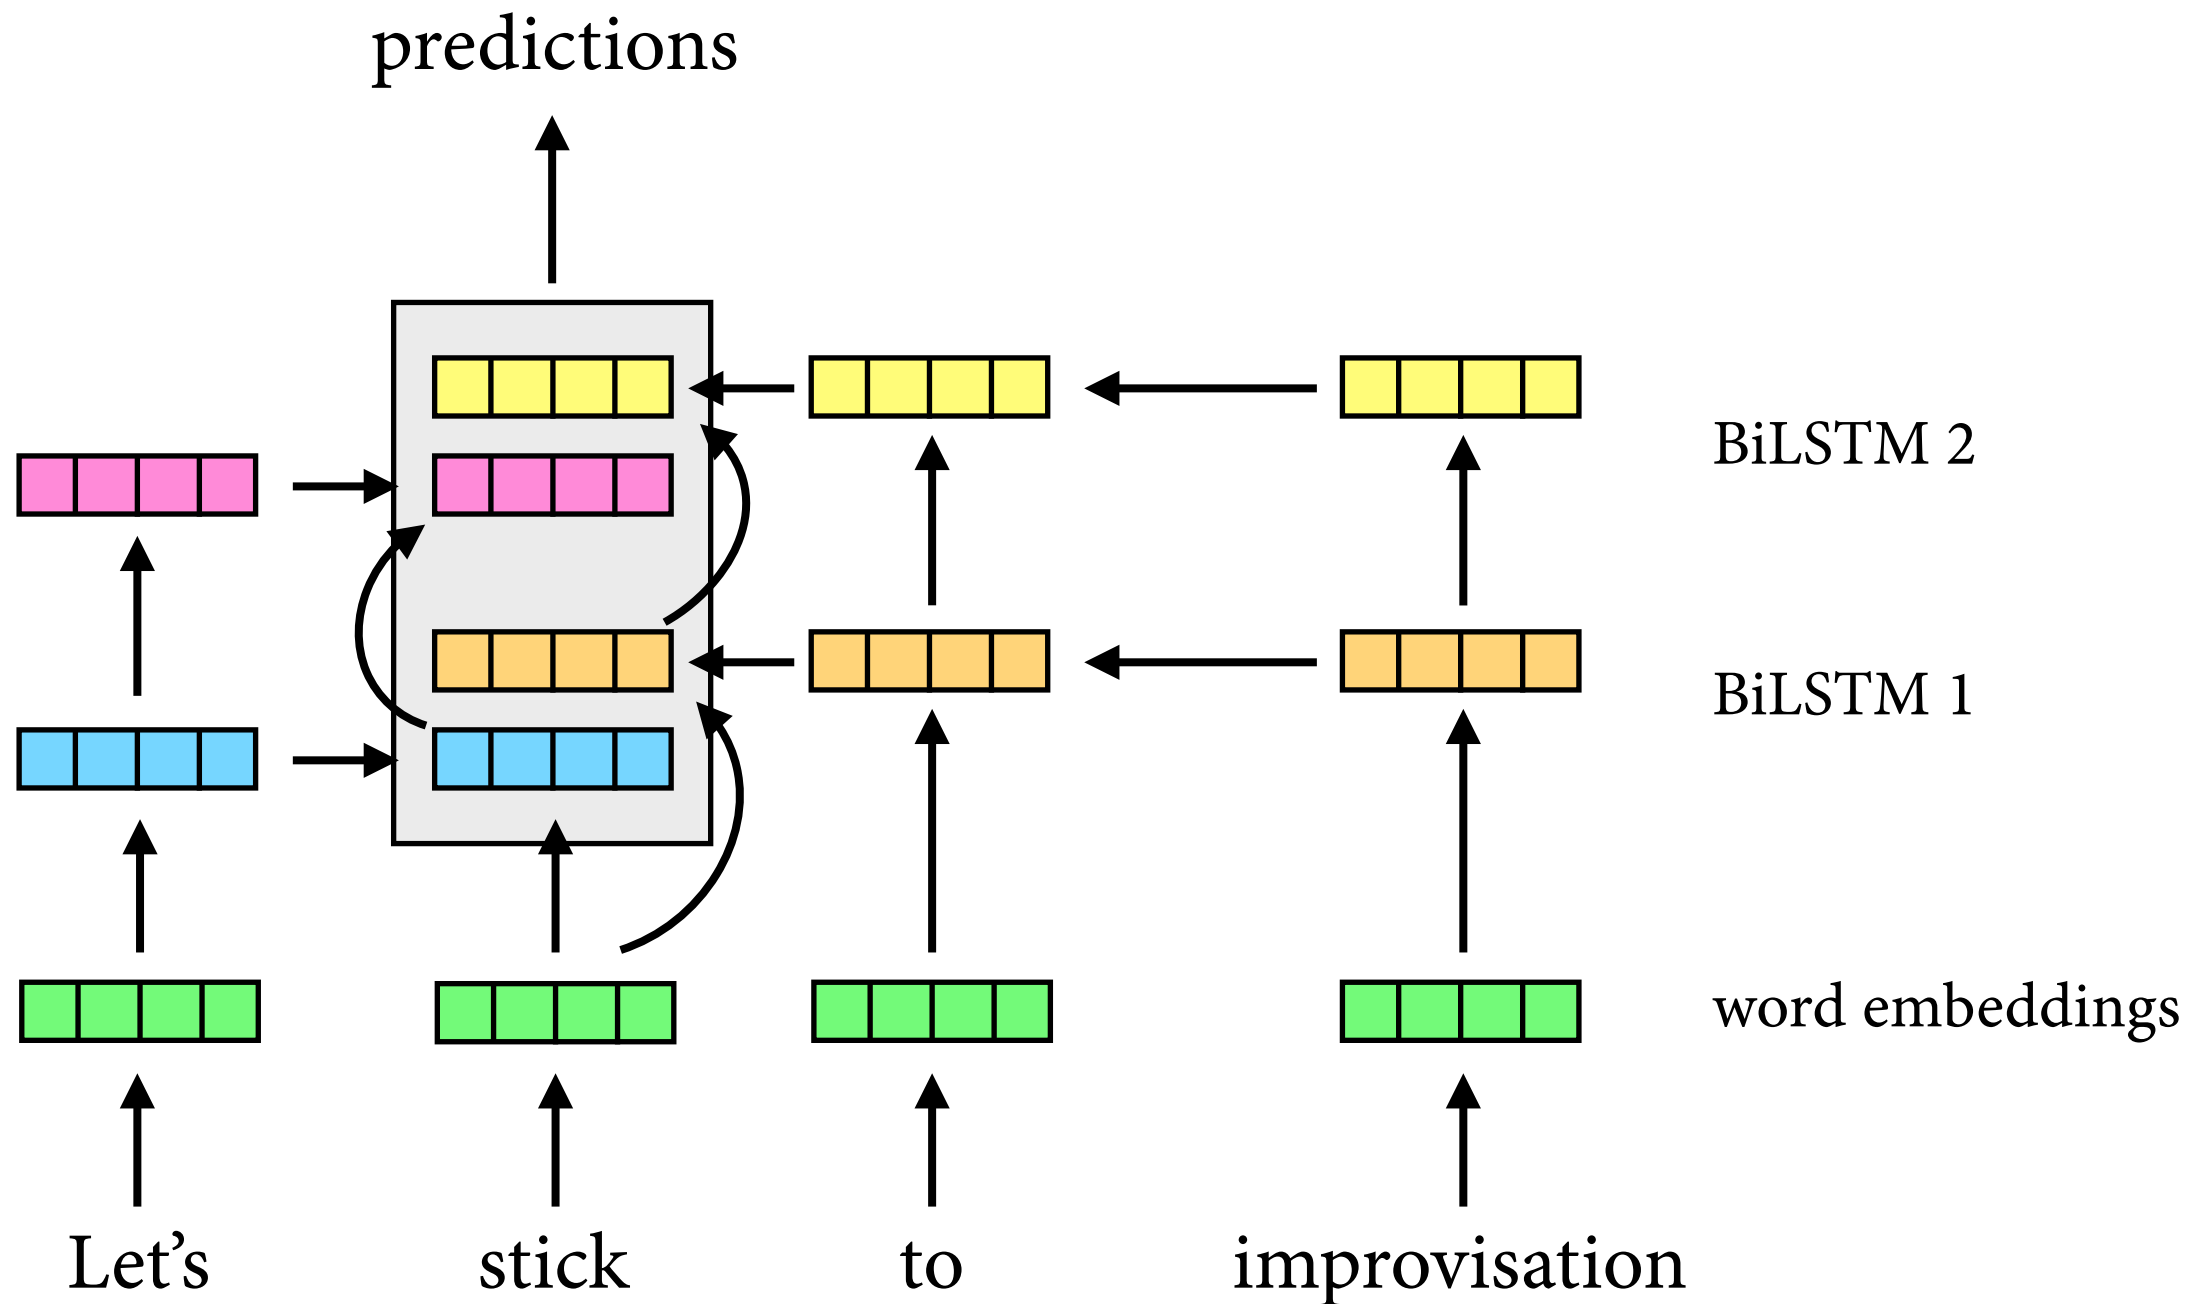 predictions
BiLSTM 2
BiLSTM 1
word embeddings
Let’s stick to improvisation